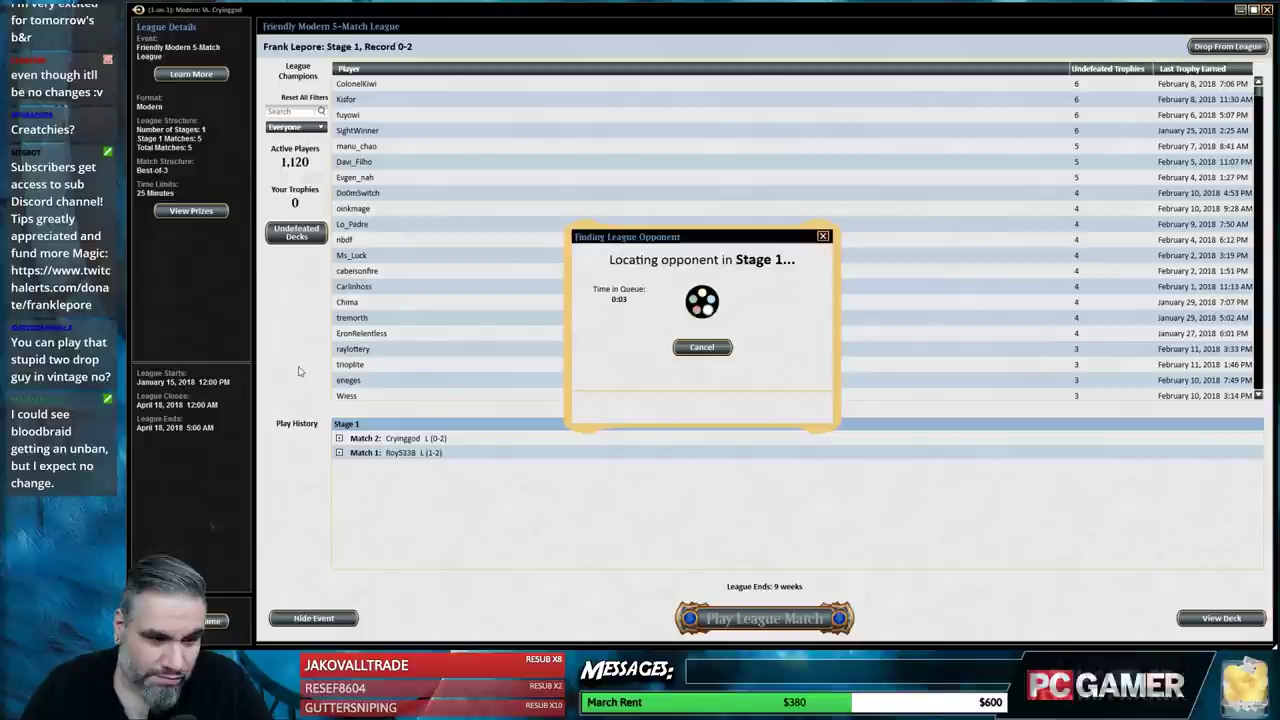 I'm very excited
for tomorrow's
b&r
even though itll
be no changes :v
Creatchies?
MTGBOT
Subscribers get
access to sub
Discord channel!
Tips greatly
appreciated and
fund more Magic:
https://www.twitc
halerts.com/dona
te/franklepore
You can play that
stupid two drop
guy in vintage no?
I could see
bloodbraid
getting an unban,
but I expect no
change.
(1-on-1): Modern: Vs. Cryinggod
League Details
Event:
Friendly Modern 5-Match
League
Learn More
Format:
Modern
League Structure:
Number of Stages: 1
Stage 1 Matches: 5
Total Matches: 5
Match Structure:
Best-of-3
Time Limits:
25 Minutes
View Prizes
League Starts:
January 15, 2018 12:00 PM
League Closes:
April 18, 2018 12:00 AM
League Ends:
April 18, 2018 5:00 AM
ame
Friendly Modern 5-Match League
Frank Lepore: Stage 1, Record 0-2
Drop From League
League
Champions
Reset All Filters
Search
Everyone
Active Players
1,120
Your Trophies
0
Undefeated
Decks
Player Undefeated Trophies Last Trophy Earned
ColonelKiwi 6 February 8, 2018 7:06 PM
Kisfor 6 February 8, 2018 11:30 AM
fuyowi 6 February 6, 2018 5:07 PM
SightWinner 6 January 25, 2018 2:25 AM
manu_chao 5 February 7, 2018 8:41 AM
Davi_Filho 5 February 5, 2018 11:07 PM
Evgen_nah 5 February 4, 2018 1:27 PM
Do0mSwitch 4 February 10, 2018 4:53 PM
oinkmage 4 February 10, 2018 9:28 AM
Lo_Padre 4 February 9, 2018 7:50 AM
nbdf 4 February 4, 2018 6:12 PM
Ms_Luck 4 February 2, 2018 3:19 PM
cabeisonfire 4 February 2, 2018 1:51 PM
Carlinhoss 4 February 1, 2018 11:13 AM
Chima 4 January 29, 2018 7:07 PM
tremorth 4 January 29, 2018 5:02 AM
EronRelentless 4 January 27, 2018 6:01 PM
raylottery 3 February 11, 2018 3:33 PM
trioplite 3 February 11, 2018 1:46 PM
eneges 3 February 10, 2018 7:49 PM
Wiess 3 February 10, 2018 3:14 PM
Finding League Opponent
Locating opponent in Stage 1...
Time in Queue:
0:03
Cancel
Play History
Stage 1
Match 2: Cryinggod L (0-2)
Match 1: Roy5338 L (1-2)
League Ends: 9 weeks
Hide Event
Play League Match
View Deck
JAKOVALLTRADE RESUB X8
RESEF8604 RESUB X2
GUTTERSNIPING RESUB X10
MESSAGES:
March Rent $380 $600
PC GAMER